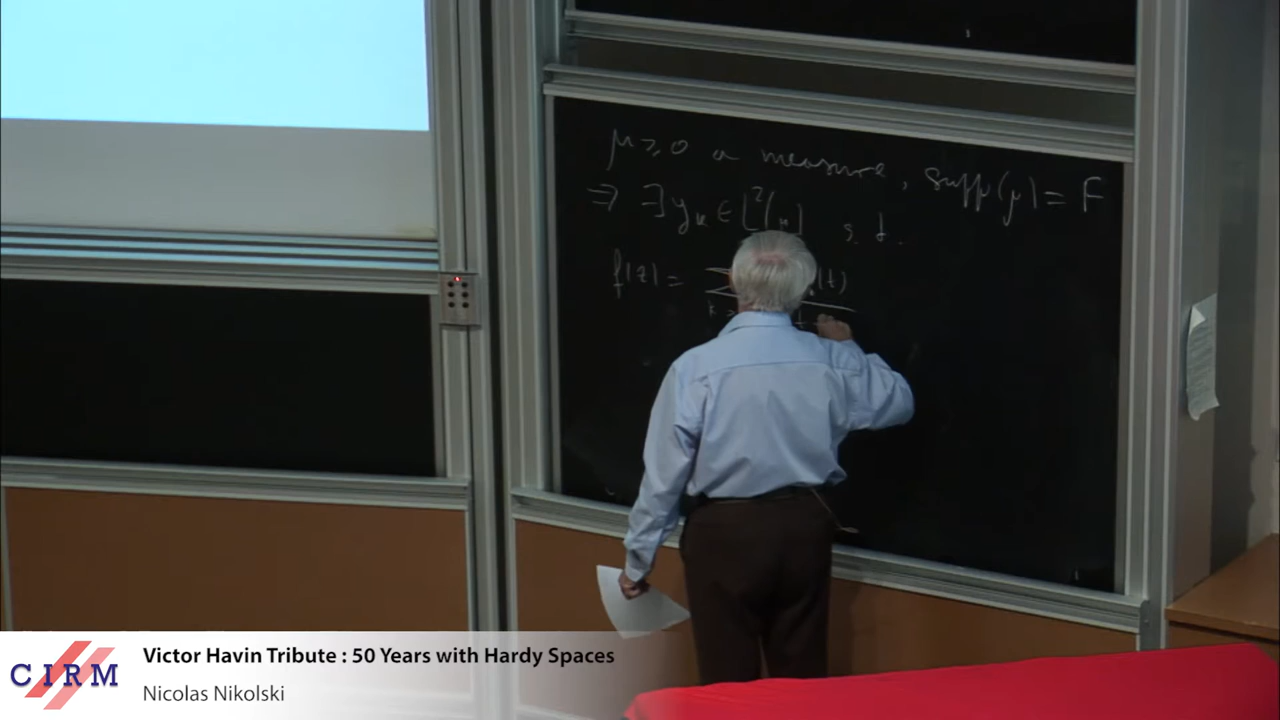 μ ≥ 0 a measure, supp(μ) = F
⇒ ∃ y_k ∈ L²(μ) s.t.
f(z) = Σ (t)
k ≥
CIRM
Victor Havin Tribute : 50 Years with Hardy Spaces
Nicolas Nikolski